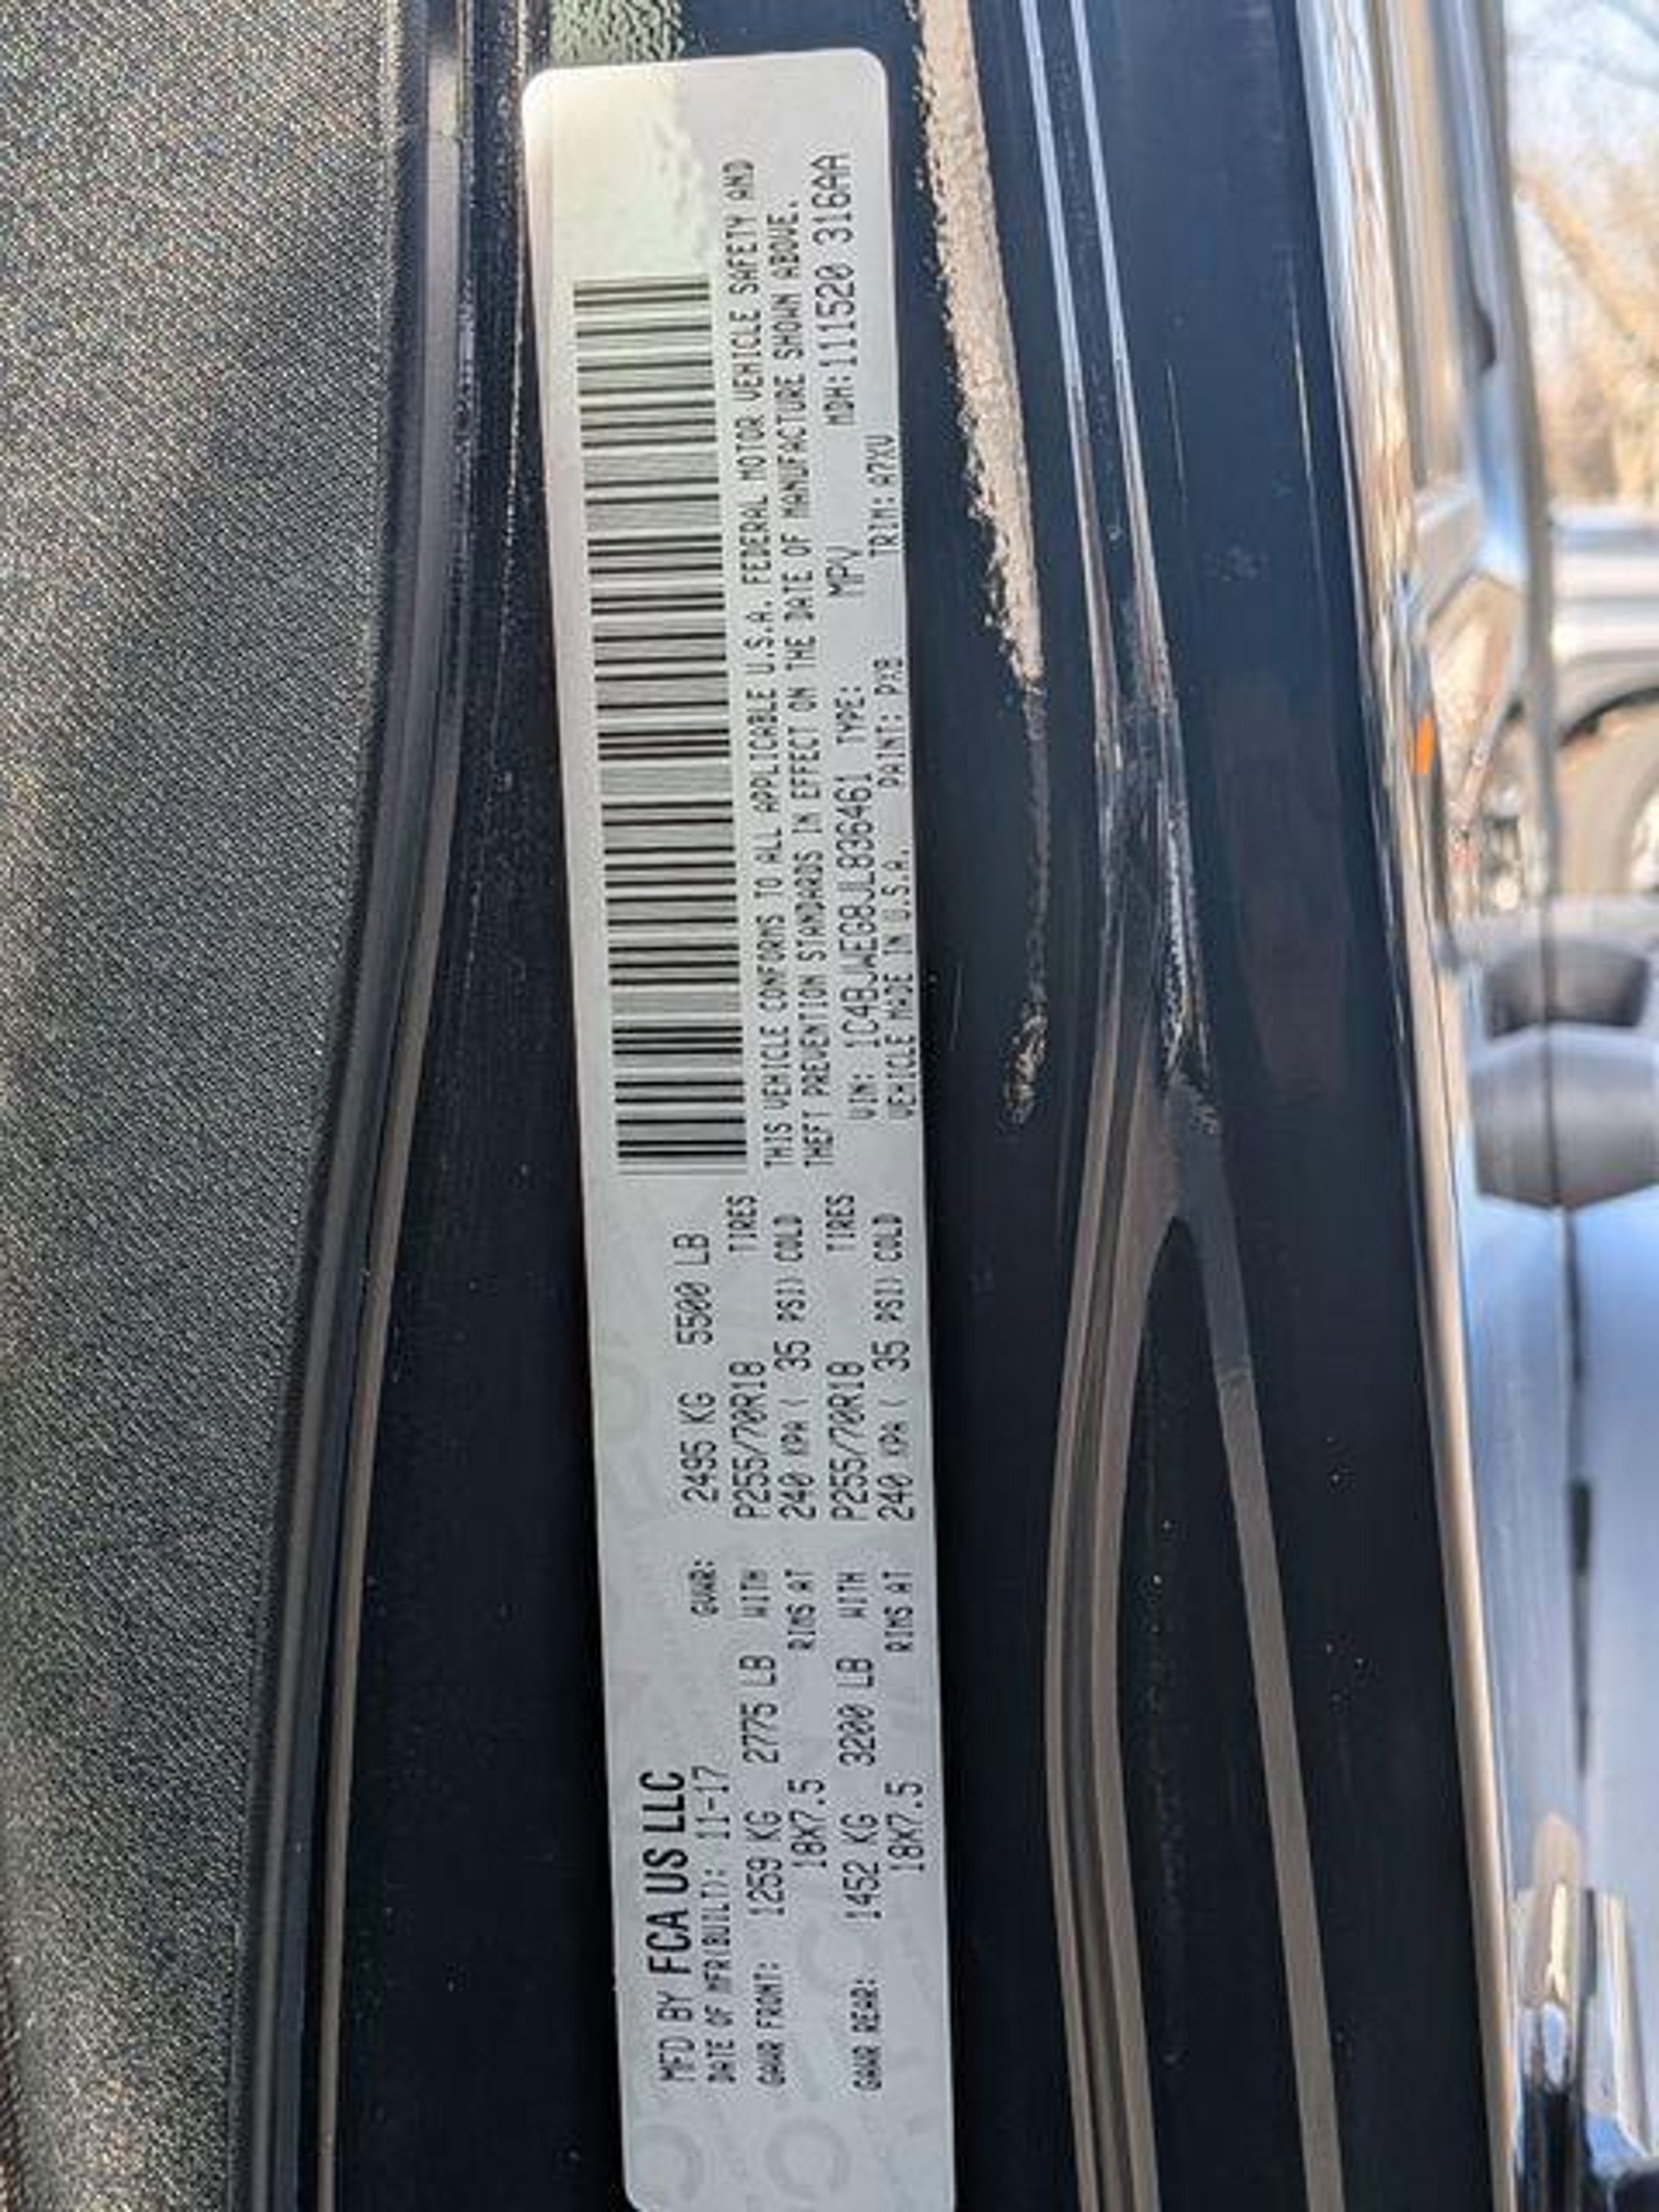 MFD BY FCA US LLC
DATE OF MFR(BUILT): 11-17 GVWR: 2495 KG 5500 LB
GAWR FRONT: 1259 KG 2775 LB WITH P255/70R18 TIRES
18X7.5 RIMS AT 240 KPA ( 35 PSI) COLD
GAWR REAR: 1452 KG 3200 LB WITH P255/70R18 TIRES
18X7.5 RIMS AT 240 KPA ( 35 PSI) COLD
THIS VEHICLE CONFORMS TO ALL APPLICABLE U.S.A. FEDERAL MOTOR VEHICLE SAFETY AND
THEFT PREVENTION STANDARDS IN EFFECT ON THE DATE OF MANUFACTURE SHOWN ABOVE.
VIN: 1C4BJWEG8JL836461 TYPE: MPV MDH: 111520 316AA
VEHICLE MADE IN U.S.A. PAINT: PX8 TRIM: A7XU